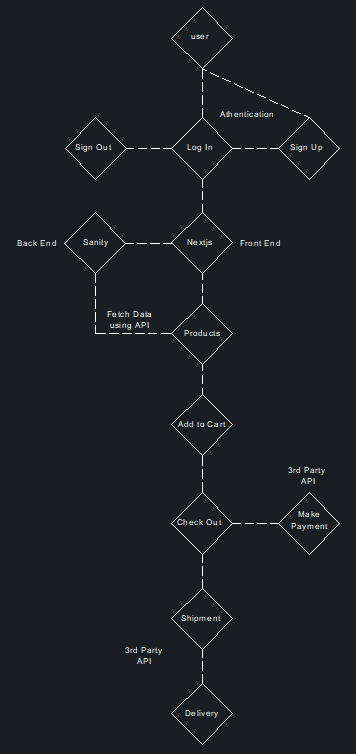 user
Athentication
Sign Out
Log In
Sign Up
Back End
Sanity
Nextjs
Front End
Fetch Data
using API
Products
Add to Cart
3rd Party
API
Check Out
Make
Payment
Shipment
3rd Party
API
Delivery